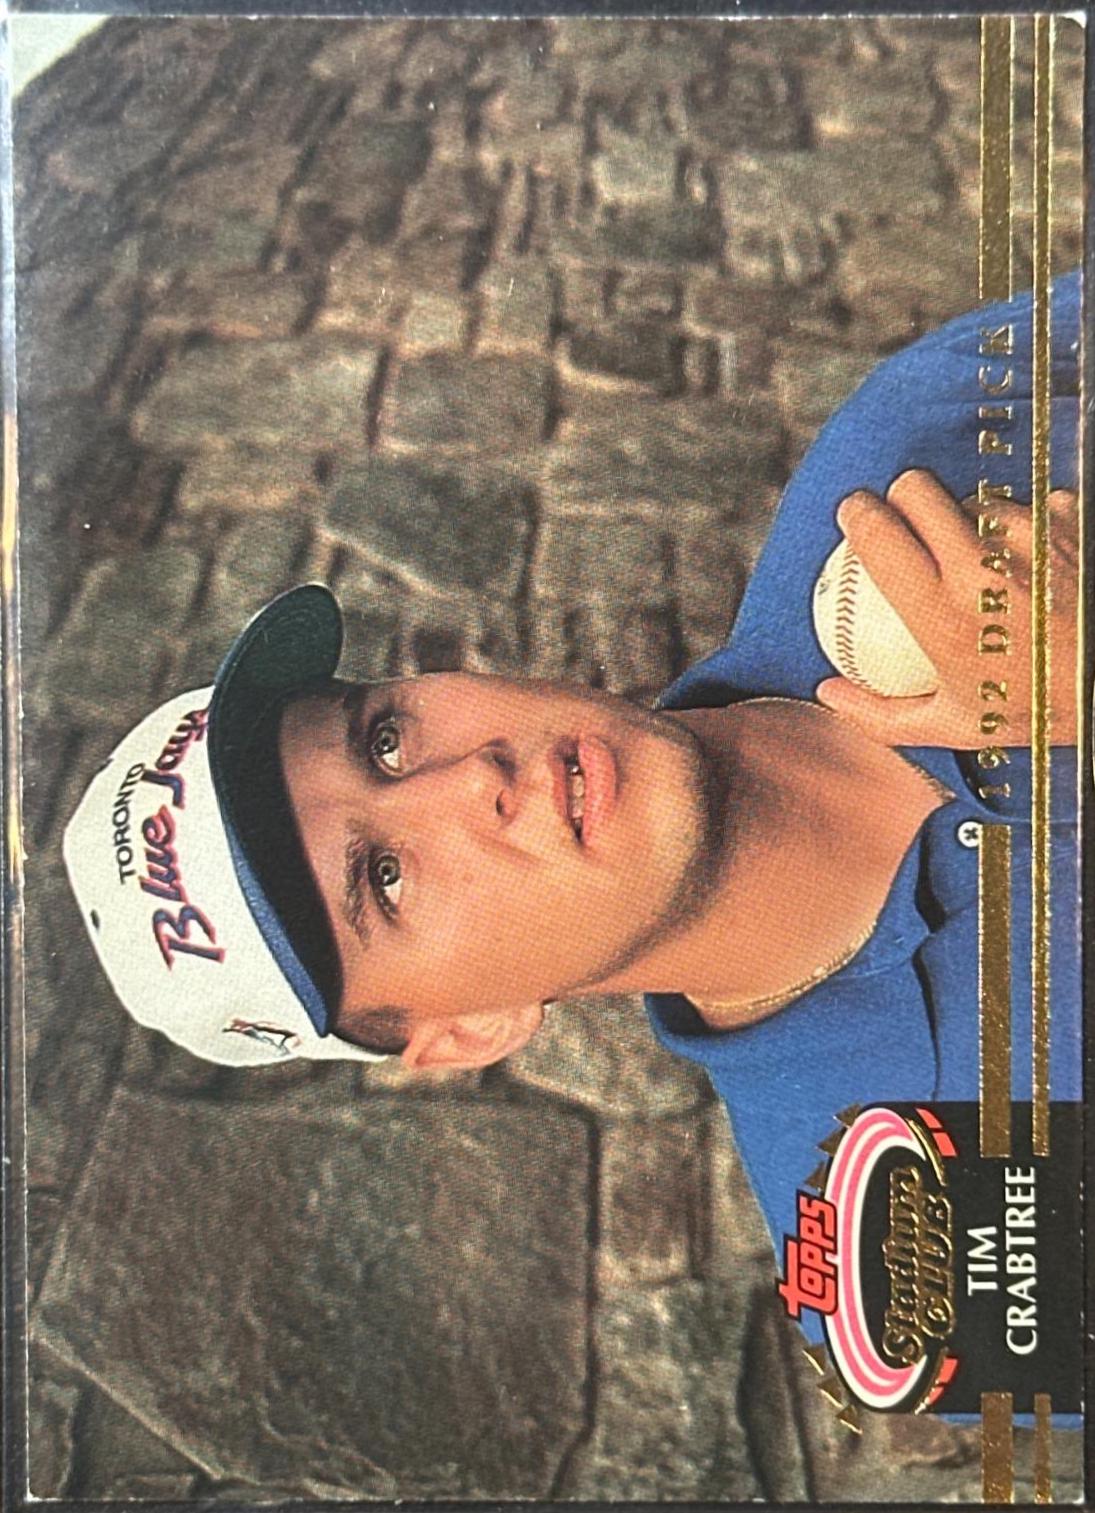 TORONTO
Blue Jays
1992 DRAFT PICK
TOPPS
Stadium
CLUB
TIM
CRABTREE